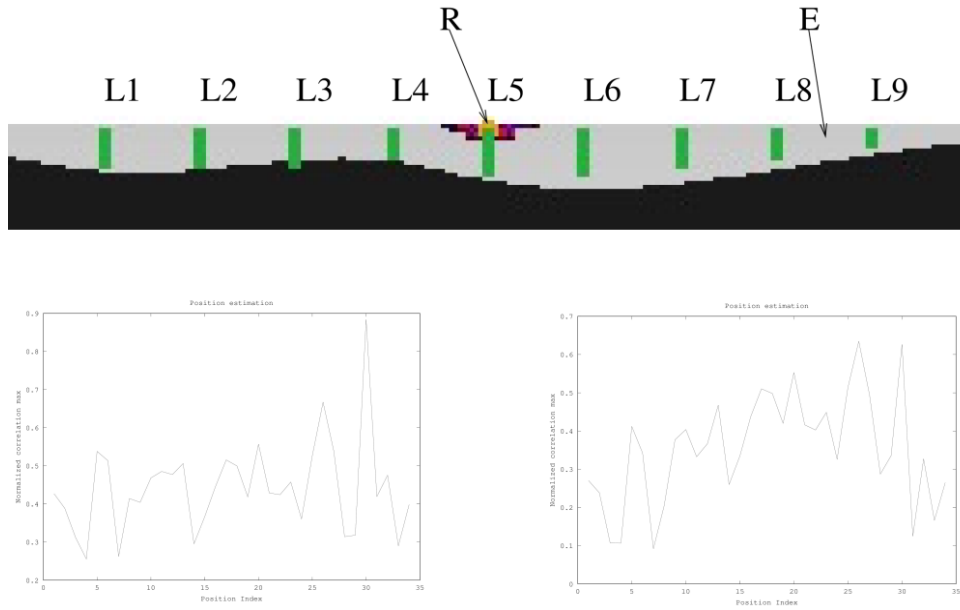 R E
L1 L2 L3 L4 L5 L6 L7 L8 L9
Position estimation
Normalized correlation max
0.9
0.8
0.7
0.6
0.5
0.4
0.3
0.2
0 5 10 15 20 25 30 35
Position Index
Position estimation
Normalized correlation max
0.7
0.6
0.5
0.4
0.3
0.2
0.1
0
0 5 10 15 20 25 30 35
Position Index